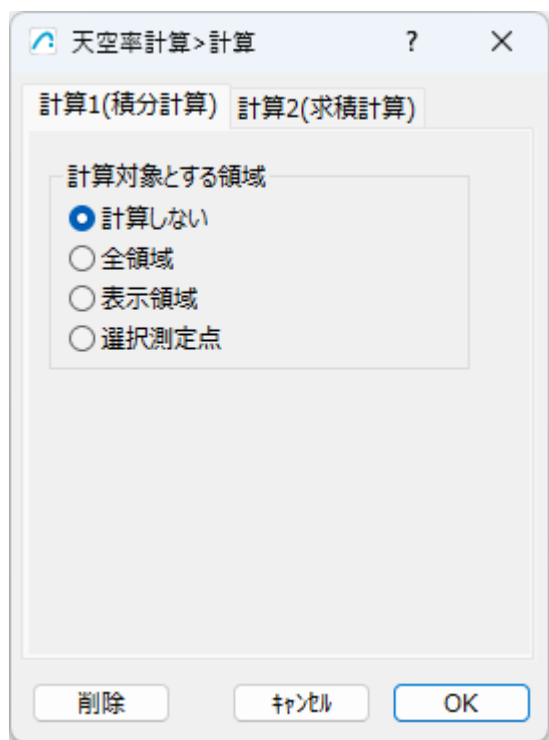 天空率計算>計算 ?
計算1(積分計算) 計算2(求積計算)
計算対象とする領域
計算しない
全領域
表示領域
選択測定点
削除 ｷｬﾝｾﾙ OK